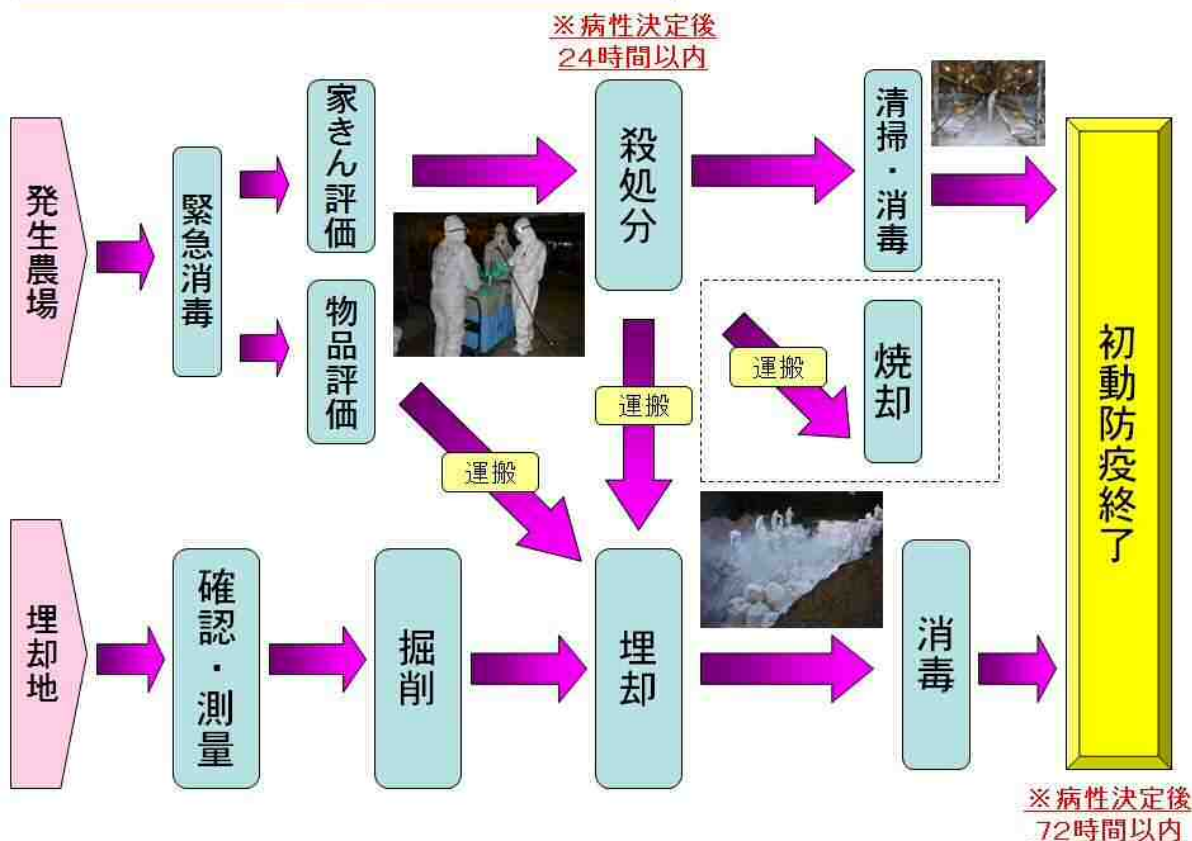 ※病性決定後
24時間以内
発生農場
緊急消毒
家きん評価
物品評価
殺処分
清掃・消毒
運搬
運搬
運搬
焼却
初動防疫終了
埋却地
確認・測量
掘削
埋却
消毒
※病性決定後
72時間以内